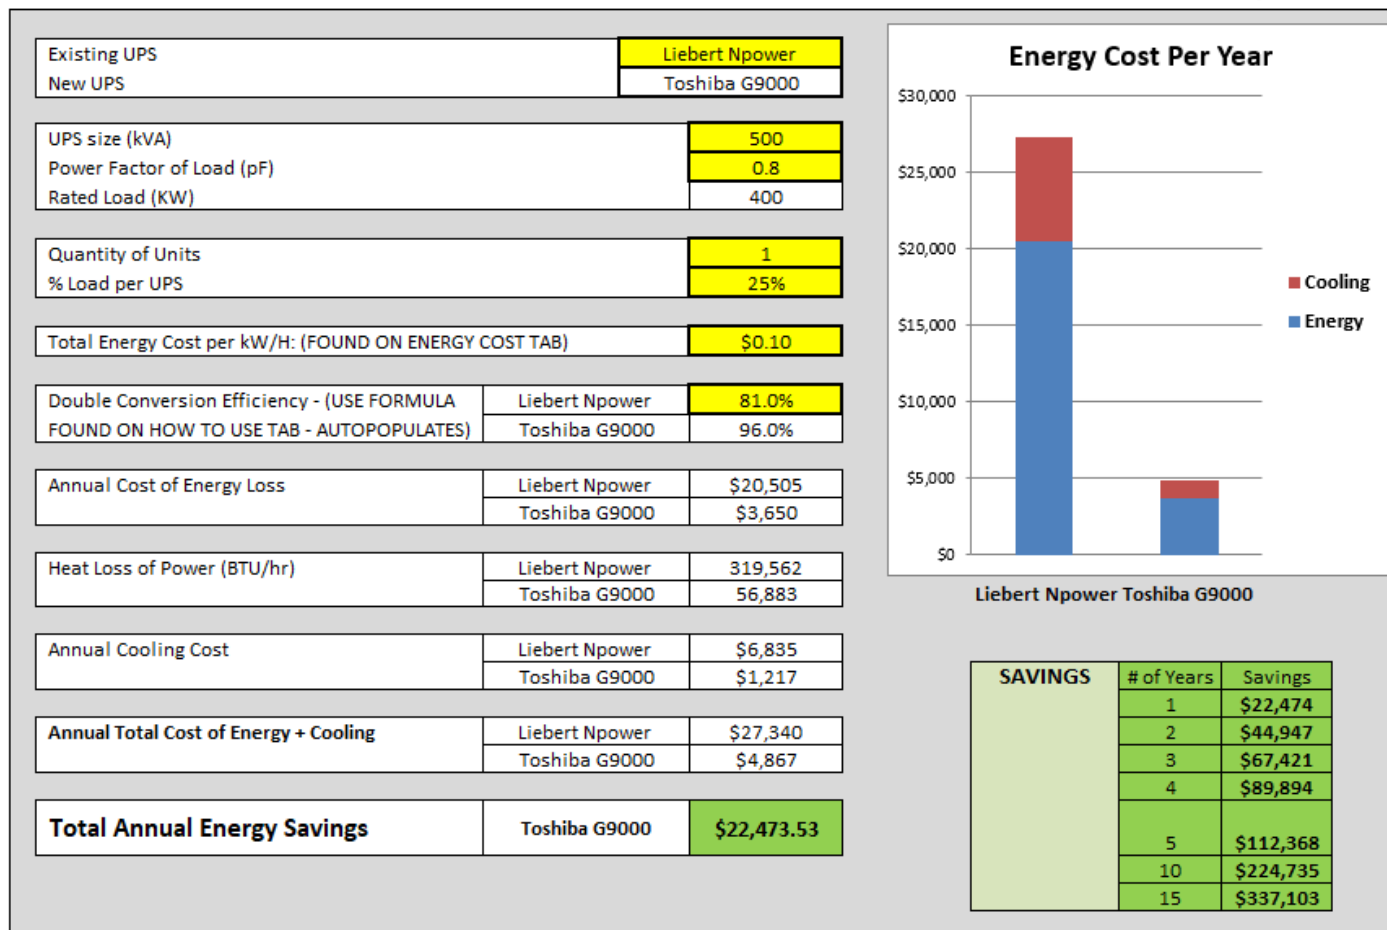 Existing UPS Liebert Npower
New UPS Toshiba G9000
UPS size (kVA) 500
Power Factor of Load (pF) 0.8
Rated Load (KW) 400
Quantity of Units 1
% Load per UPS 25%
Total Energy Cost per kW/H: (FOUND ON ENERGY COST TAB) $0.10
Double Conversion Efficiency - (USE FORMULA Liebert Npower 81.0%
FOUND ON HOW TO USE TAB - AUTOPOPULATES) Toshiba G9000 96.0%
Annual Cost of Energy Loss Liebert Npower $20,505
Toshiba G9000 $3,650
Heat Loss of Power (BTU/hr) Liebert Npower 319,562
Toshiba G9000 56,883
Annual Cooling Cost Liebert Npower $6,835
Toshiba G9000 $1,217
Annual Total Cost of Energy + Cooling Liebert Npower $27,340
Toshiba G9000 $4,867
Total Annual Energy Savings Toshiba G9000 $22,473.53
Energy Cost Per Year
$30,000
$25,000
$20,000
$15,000
$10,000
$5,000
$0
Cooling
Energy
Liebert Npower Toshiba G9000
SAVINGS # of Years Savings
1 $22,474
2 $44,947
3 $67,421
4 $89,894
5 $112,368
10 $224,735
15 $337,103